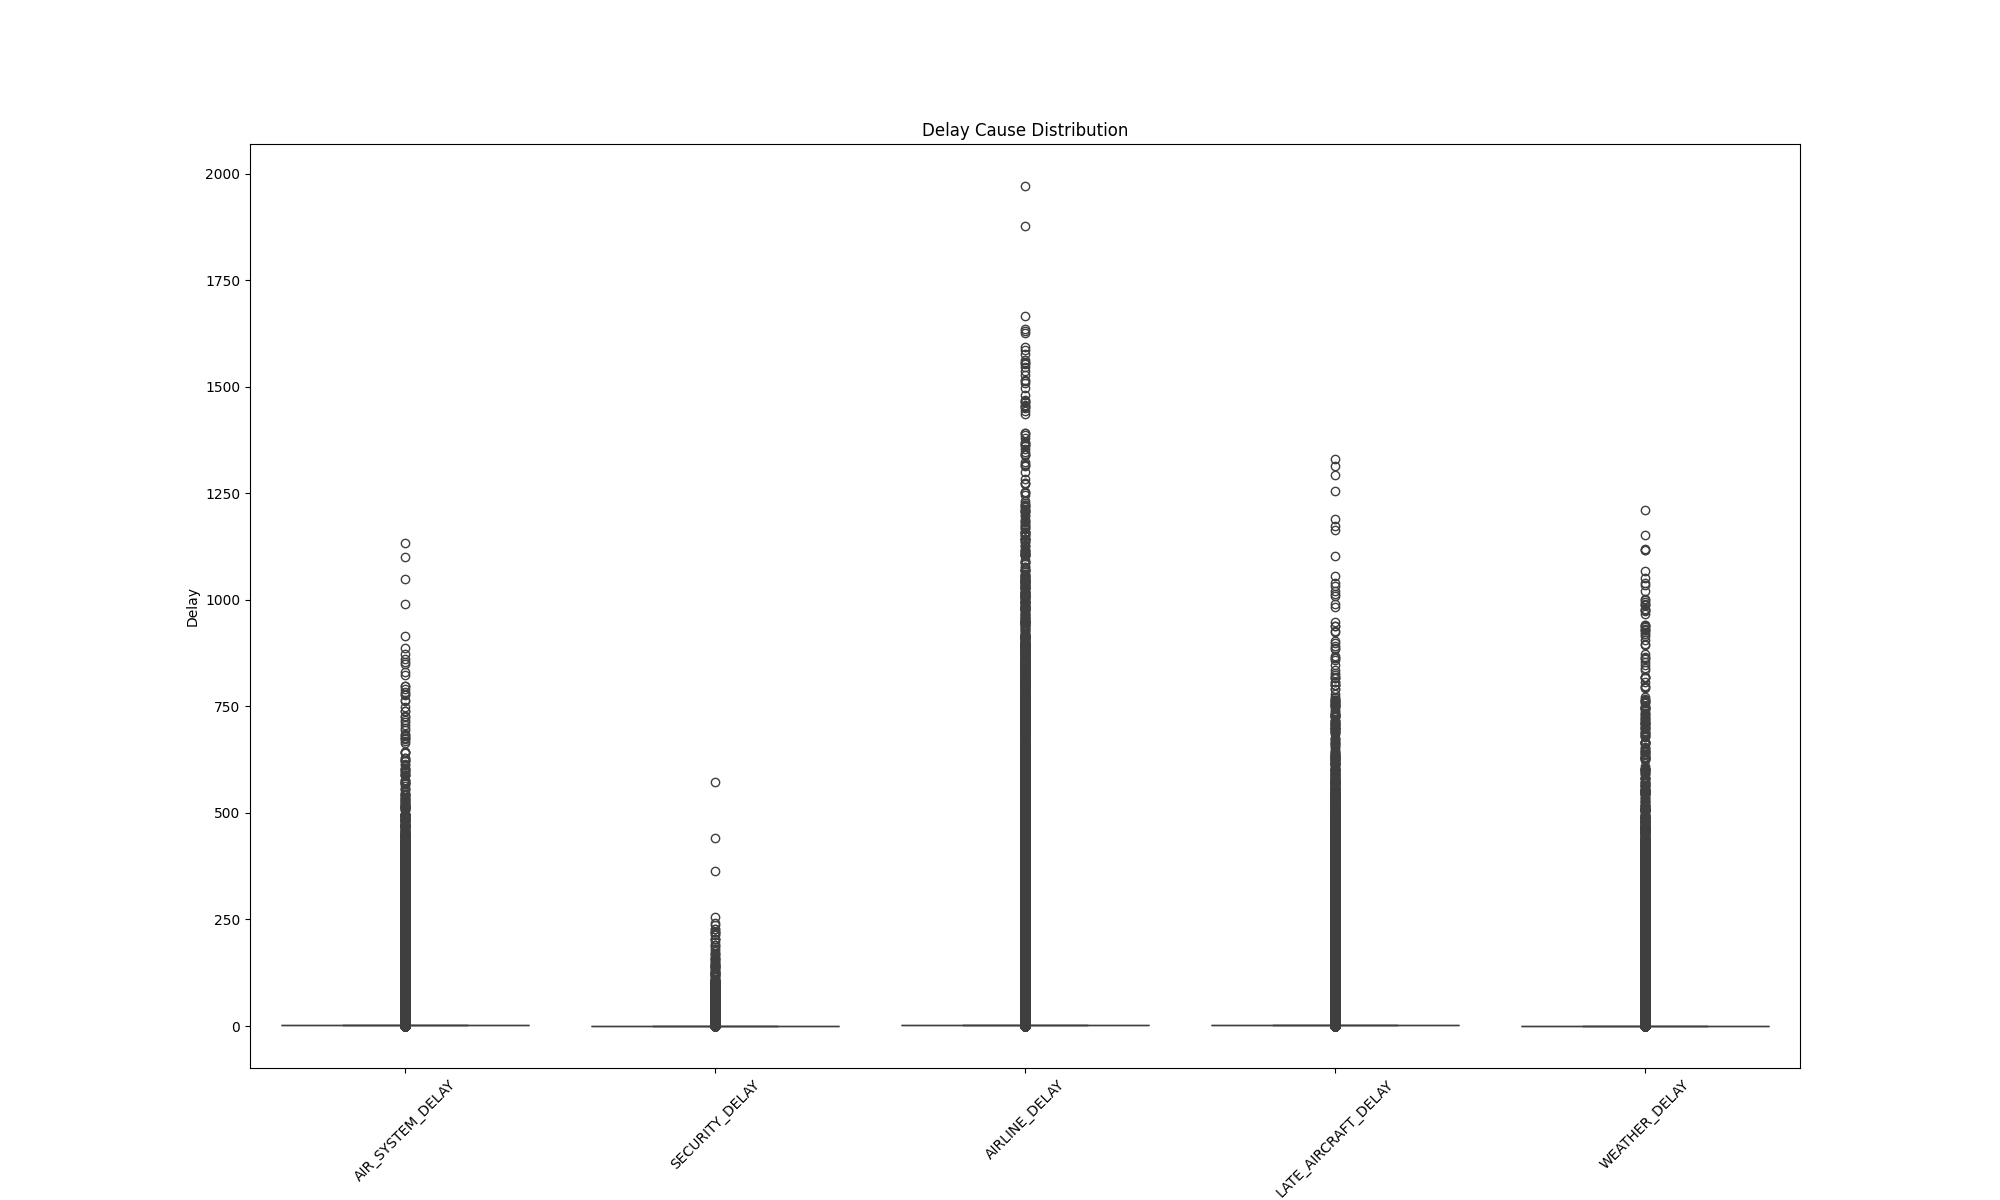 Delay Cause Distribution
2000
1750
1500
1250
1000
750
500
250
0
Delay
AIR_SYSTEM_DELAY
SECURITY_DELAY
AIRLINE_DELAY
LATE_AIRCRAFT_DELAY
WEATHER_DELAY